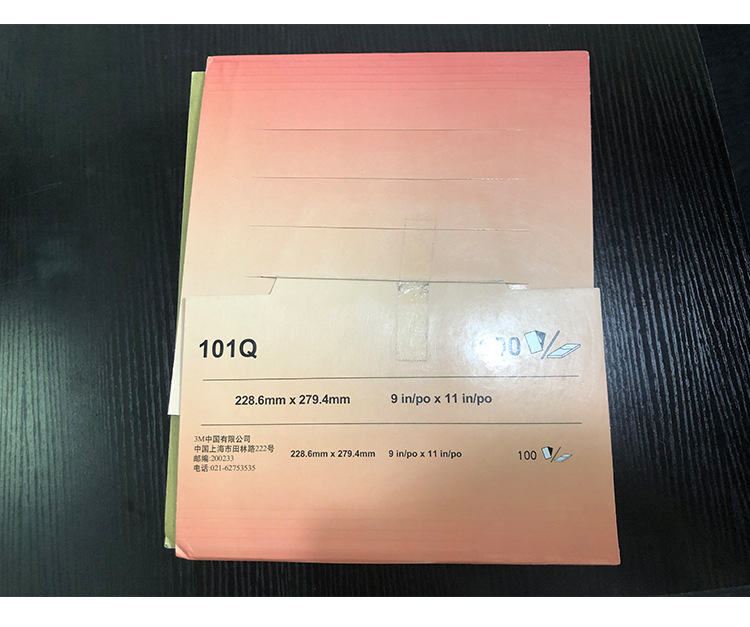 101Q
100
228.6mm x 279.4mm 9 in/po x 11 in/po
3M中国有限公司
中国上海市田林路222号
邮编:200233
电话:021-62753535
228.6mm x 279.4mm 9 in/po x 11 in/po 100